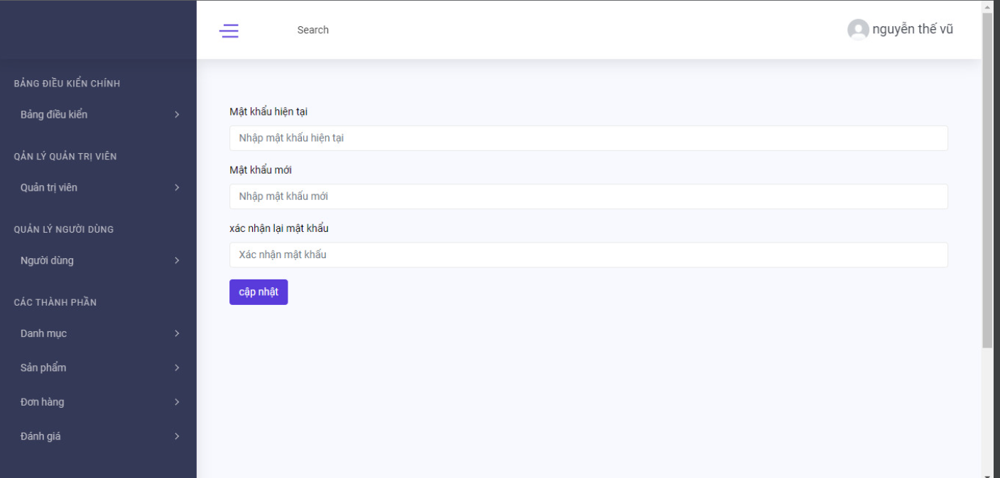 Search
nguyễn thế vũ
BẢNG ĐIỀU KIỂN CHÍNH
Bảng điều kiển
QẢN LÝ QUẢN TRỊ VIÊN
Quản trị viên
QUẢN LÝ NGƯỜI DÙNG
Người dùng
CÁC THÀNH PHẦN
Danh mục
Sản phẩm
Đơn hàng
Đánh giá
Mật khẩu hiện tại
Nhập mật khẩu hiện tại
Mật khẩu mới
Nhập mật khẩu mới
xác nhận lại mật khẩu
Xác nhận mật khẩu
cập nhật